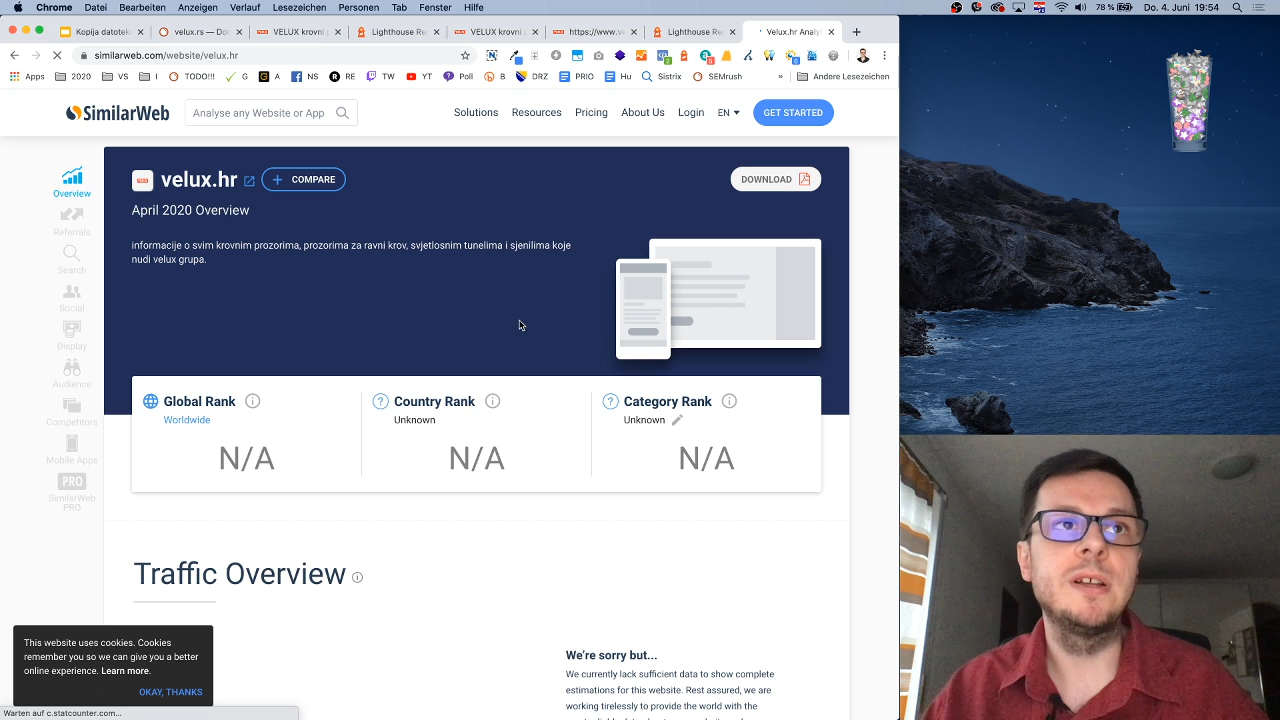 Chrome Datei Bearbeiten Anzeigen Verlauf Lesezeichen Personen Tab Fenster Hilfe
78 % Do. 4. Juni 19:54
Kopija datotek velux.rs — Dor VELUX krovni p Lighthouse Re VELUX krovni p https://www.ve Lighthouse Re Velux.hr Analy
similarweb.com/website/velux.hr
Apps 2020 VS I TODO!!! G A NS RE TW YT Poll B DRZ PRIO Hu Sistrix SEMrush » Andere Lesezeichen
SimilarWeb
Analyse any Website or App
Solutions Resources Pricing About Us Login EN GET STARTED
Overview
Referrals
Search
Social
Display
Audience
Competitors
Mobile Apps
PRO
SimilarWeb
PRO
velux.hr + COMPARE
DOWNLOAD
April 2020 Overview
informacije o svim krovnim prozorima, prozorima za ravni krov, svjetlosnim tunelima i sjenilima koje
nudi velux grupa.
Global Rank
Worldwide
N/A
Country Rank
Unknown
N/A
Category Rank
Unknown
N/A
Traffic Overview
We're sorry but...
We currently lack sufficient data to show complete
estimations for this website. Rest assured, we are
working tirelessly to provide the world with the
This website uses cookies. Cookies
remember you so we can give you a better
online experience. Learn more.
OKAY, THANKS
Warten auf c.statcounter.com...